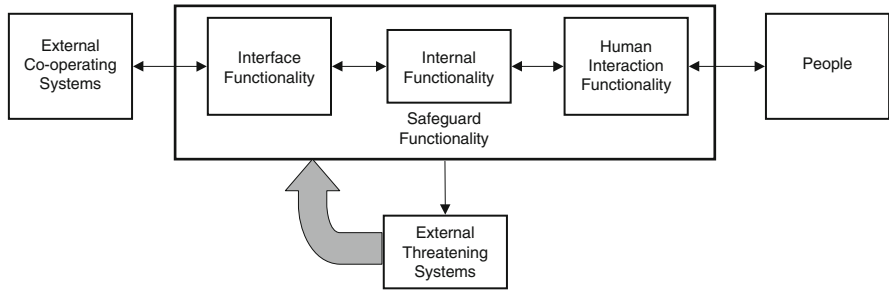 External
Co-operating
Systems
Interface
Functionality
Internal
Functionality
Human
Interaction
Functionality
People
Safeguard
Functionality
External
Threatening
Systems